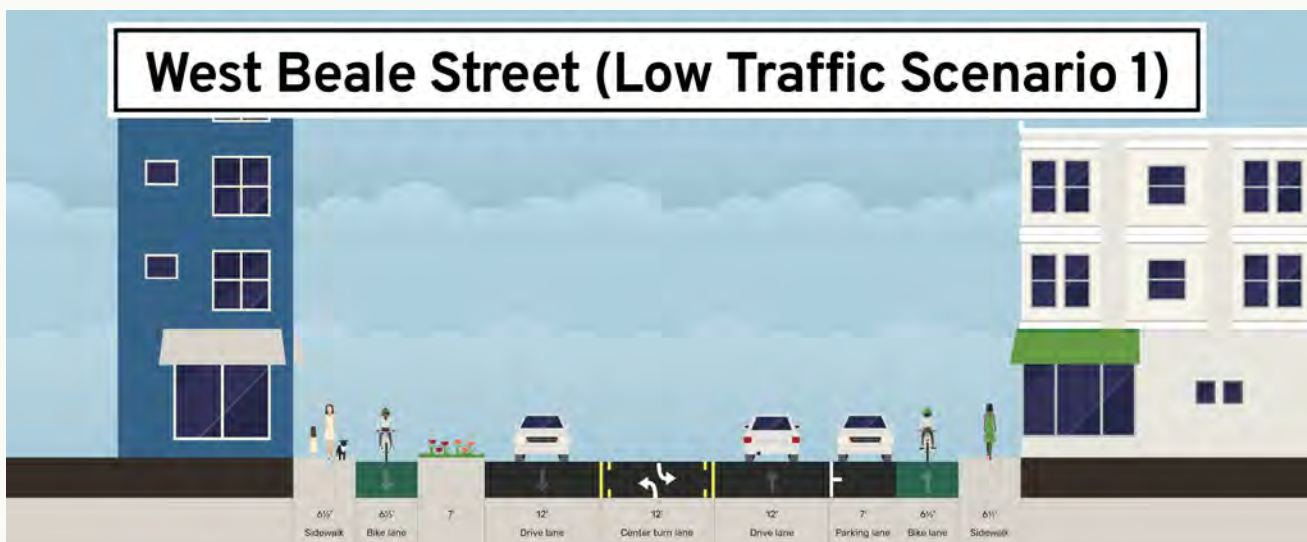 West Beale Street (Low Traffic Scenario 1)
6½' 6½' 7' 12' 12' 12' 7' 6½' 6½'
Sidewalk Bike lane Drive lane Center turn lane Drive lane Parking lane Bike lane Sidewalk